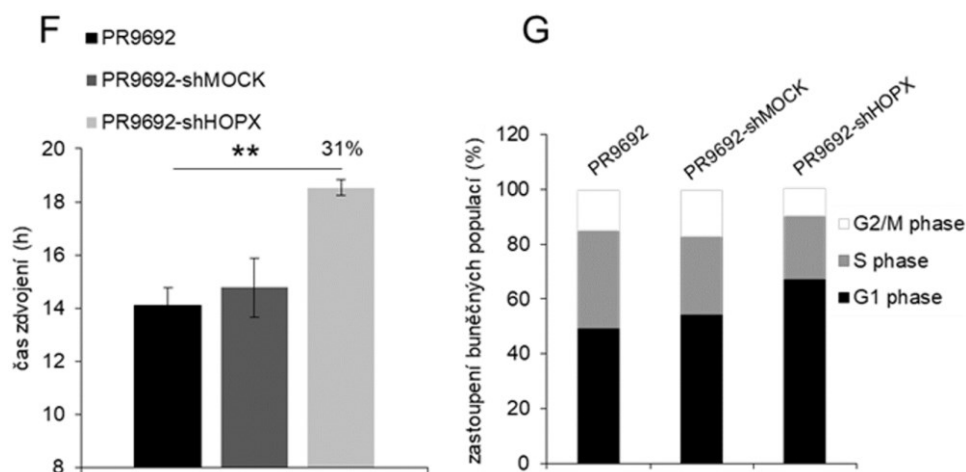 F
PR9692
PR9692-shMOCK
PR9692-shHOPX
20
18
16
14
12
10
8
čas zdvojení (h)
**
31%
G
PR9692
PR9692-shMOCK
PR9692-shHOPX
120
100
80
60
40
20
0
zastoupení buněčných populací (%)
G2/M phase
S phase
G1 phase